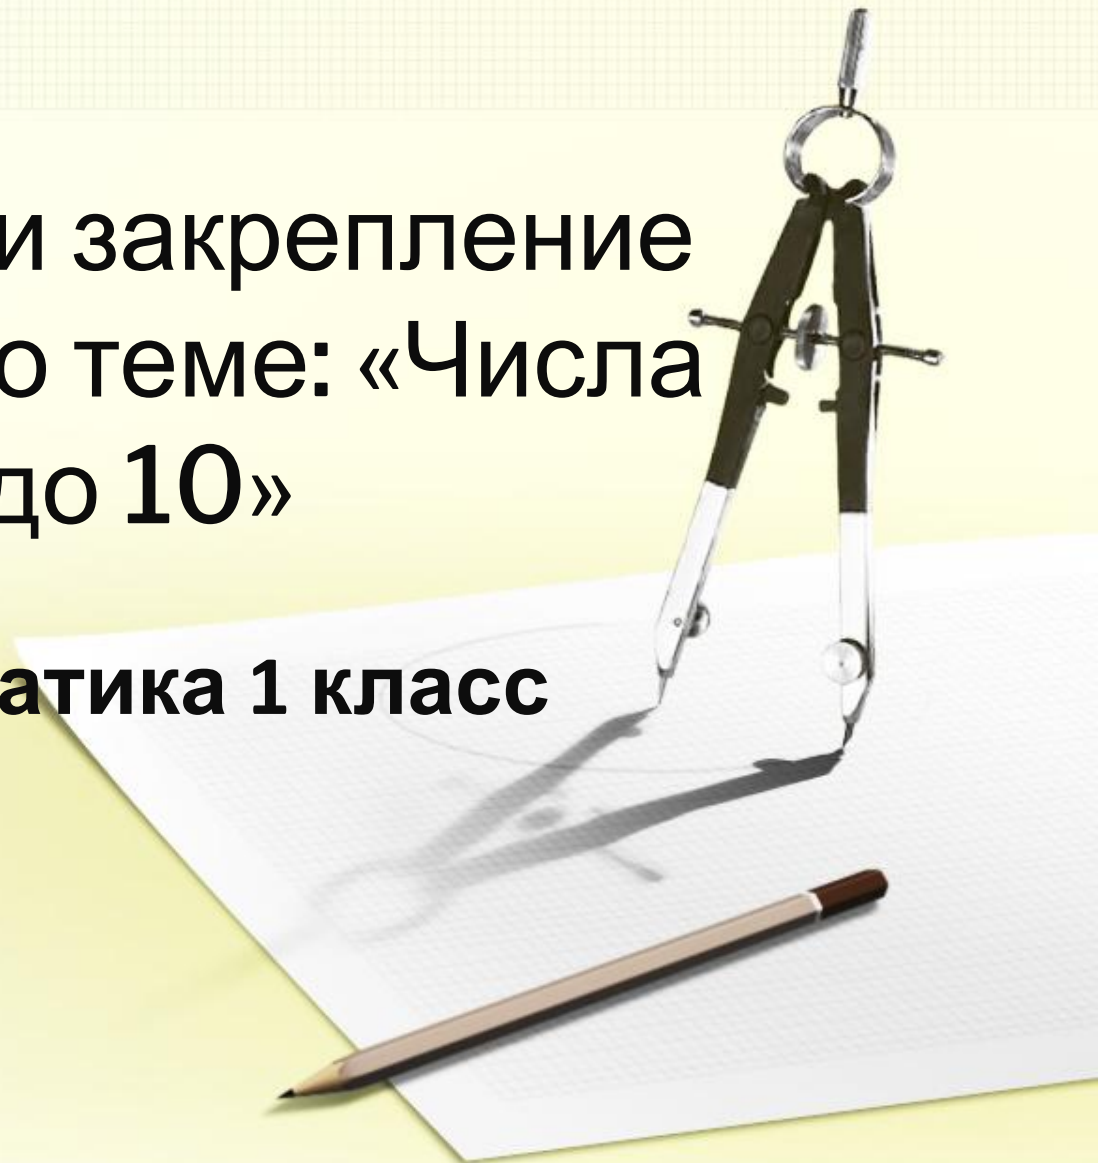 и закрепление
о теме: «Числа
до 10»
атика 1 класс